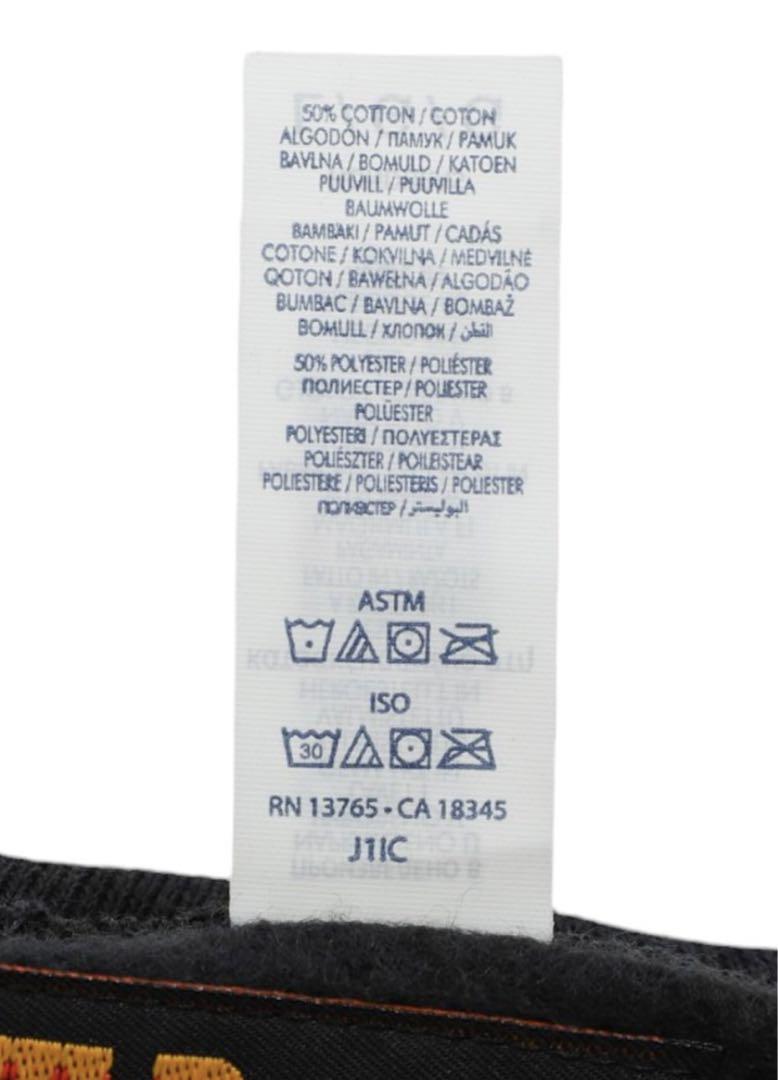 50% COTTON / COTON
ALGODÓN / ПАМУК / PAMUK
BAVLNA / BOMULD / KATOEN
PUUVILL / PUUVILLA
BAUMWOLLE
BAMBAKI / PAMUT / CADÁS
COTONE / KOKVILNA / MEDVILNĖ
QOTON / BAWEŁNA / ALGODÃO
BUMBAC / BAVLNA / BOMBAŽ
BOMULL / ХЛОПОК / القطن
50% POLYESTER / POLIÉSTER
ПОЛИЕСТЕР / POLIESTER
POLÜESTER
POLYESTERI / ΠΟΛΥΕΣΤΕΡΑΣ
POLIÉSZTER / POILEISTEAR
POLIESTERE / POLIESTERIS / POLIESTER
ПОЛИЭСТЕР / البوليستر
ASTM
ISO
30
RN 13765 - CA 18345
J1IC